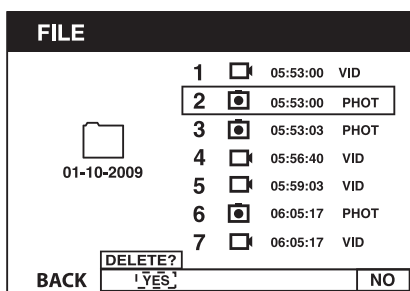 FILE
1 05:53:00 VID
2 05:53:00 PHOT
3 05:53:03 PHOT
4 05:56:40 VID
5 05:59:03 VID
6 06:05:17 PHOT
7 06:05:17 VID
01-10-2009
DELETE?
BACK YES NO